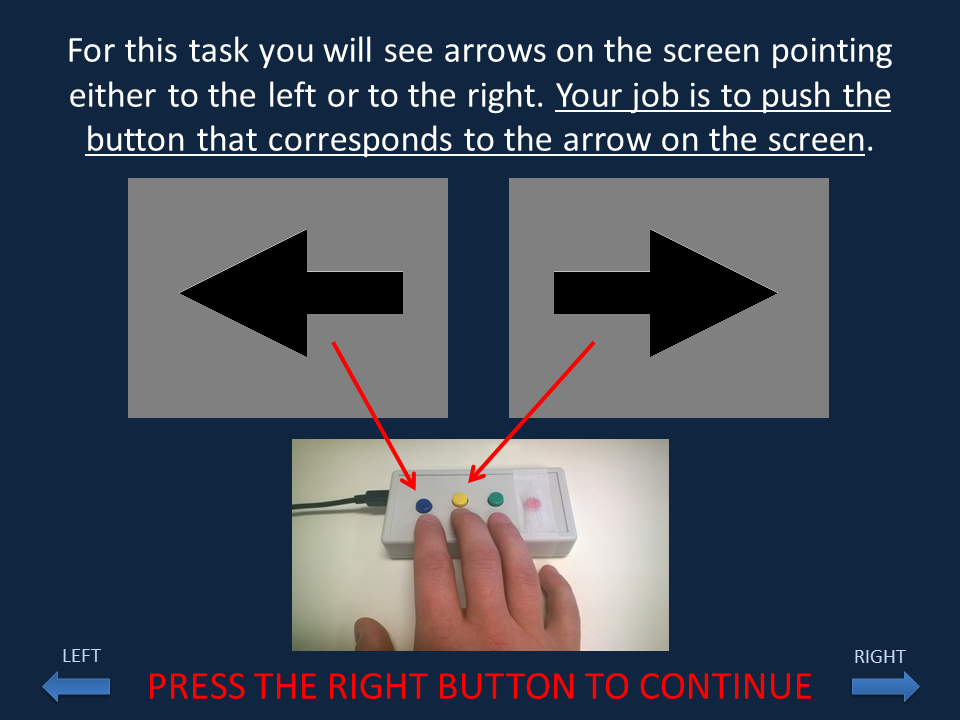 For this task you will see arrows on the screen pointing
either to the left or to the right. Your job is to push the
button that corresponds to the arrow on the screen.
LEFT
RIGHT
PRESS THE RIGHT BUTTON TO CONTINUE